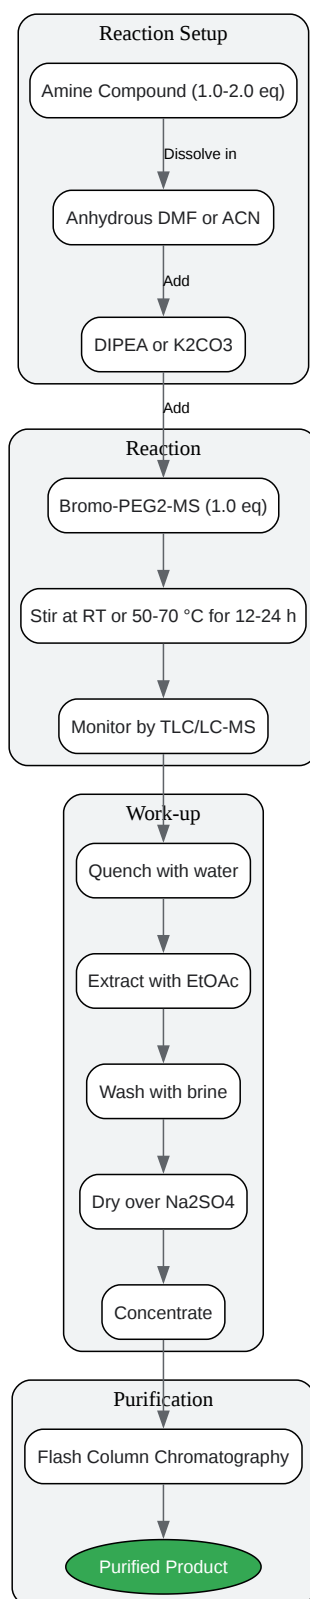 Reaction Setup
Amine Compound (1.0-2.0 eq)
Dissolve in
Anhydrous DMF or ACN
Add
DIPEA or K2CO3
Add
Reaction
Bromo-PEG2-MS (1.0 eq)
Stir at RT or 50-70 °C for 12-24 h
Monitor by TLC/LC-MS
Work-up
Quench with water
Extract with EtOAc
Wash with brine
Dry over Na2SO4
Concentrate
Purification
Flash Column Chromatography
Purified Product